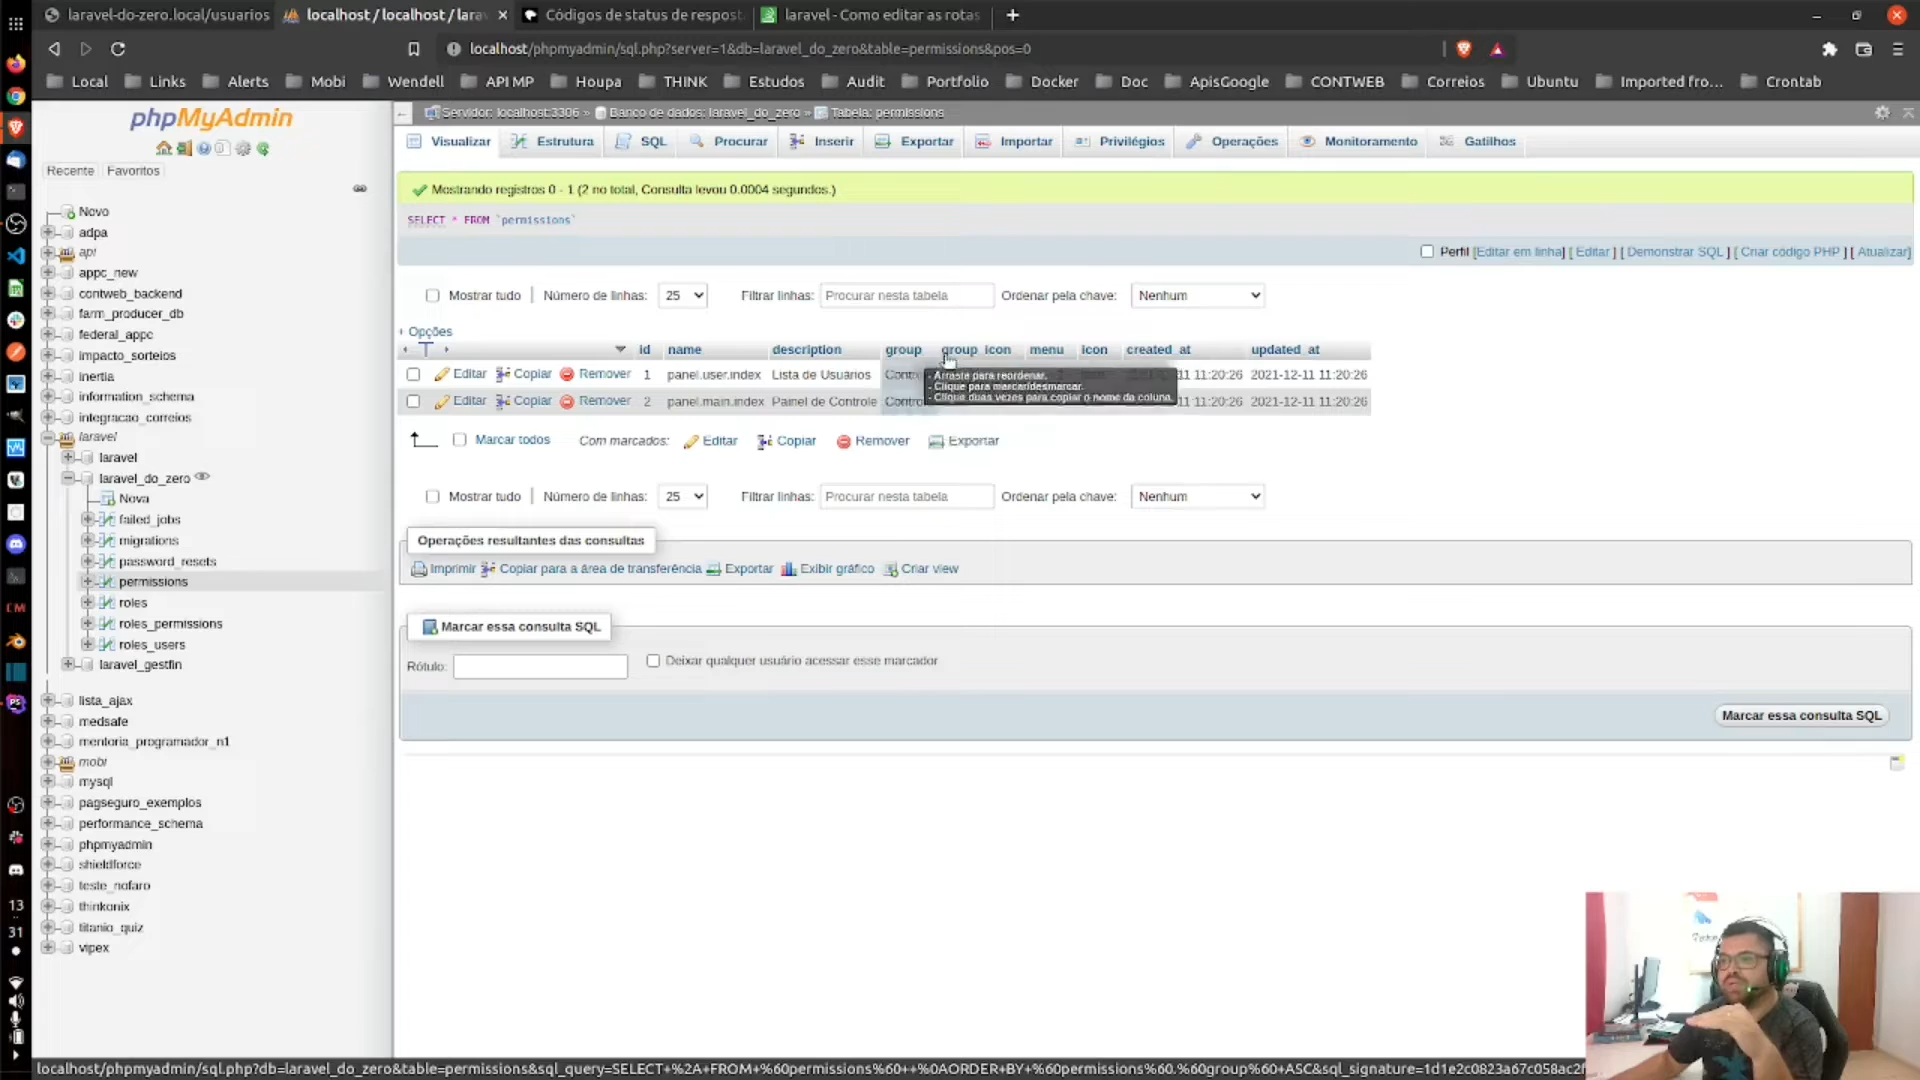 laravel-do-zero.local/usuarios
localhost / localhost / lara
Códigos de status de respost
laravel - Como editar as rotas
localhost/phpmyadmin/sql.php?server=1&db=laravel_do_zero&table=permissions&pos=0
Local Links Alerts Mobi Wendell API MP Houpa THINK Estudos Audit Portfolio Docker Doc ApisGoogle CONTWEB Correios Ubuntu Imported fro... Crontab
phpMyAdmin
Recente Favoritos
Novo
adpa
api
appc_new
contweb_backend
farm_producer_db
federal_appc
impacto_sorteios
inertia
information_schema
integracao_correios
laravel
laravel
laravel_do_zero
Nova
failed_jobs
migrations
password_resets
permissions
roles
roles_permissions
roles_users
laravel_gestfin
lista_ajax
medsafe
mentoria_programador_n1
mobi
mysql
pagseguro_exemplos
performance_schema
phpmyadmin
shieldforce
teste_nofaro
thinkonix
titanio_quiz
vipex
13
31
Servidor: localhost:3306 » Banco de dados: laravel_do_zero » Tabela: permissions
Visualizar Estrutura SQL Procurar Inserir Exportar Importar Privilégios Operações Monitoramento Gatilhos
Mostrando registros 0 - 1 (2 no total, Consulta levou 0.0004 segundos.)
SELECT * FROM `permissions`
Perfil [Editar em linha] [ Editar ] [ Demonstrar SQL ] [ Criar código PHP ] [ Atualizar]
Mostrar tudo Número de linhas: 25 Filtrar linhas: Procurar nesta tabela Ordenar pela chave: Nenhum
+ Opções
id name description group group_icon menu icon created_at updated_at
Editar Copiar Remover 1 panel.user.index Lista de Usuários Contro 11 11:20:26 2021-12-11 11:20:26
Editar Copiar Remover 2 panel.main.index Painel de Controle Contro 11 11:20:26 2021-12-11 11:20:26
- Arraste para reordenar.
- Clique para marcar/desmarcar.
- Clique duas vezes para copiar o nome da coluna.
Marcar todos Com marcados: Editar Copiar Remover Exportar
Mostrar tudo Número de linhas: 25 Filtrar linhas: Procurar nesta tabela Ordenar pela chave: Nenhum
Operações resultantes das consultas
Imprimir Copiar para a área de transferência Exportar Exibir gráfico Criar view
Marcar essa consulta SQL
Rótulo: Deixar qualquer usuário acessar esse marcador
Marcar essa consulta SQL
localhost/phpmyadmin/sql.php?db=laravel_do_zero&table=permissions&sql_query=SELECT+%2A+FROM+%60permissions%60++%0AORDER+BY+%60permissions%60.%60group%60+ASC&sql_signature=1d1e2c0823a67c058ac2